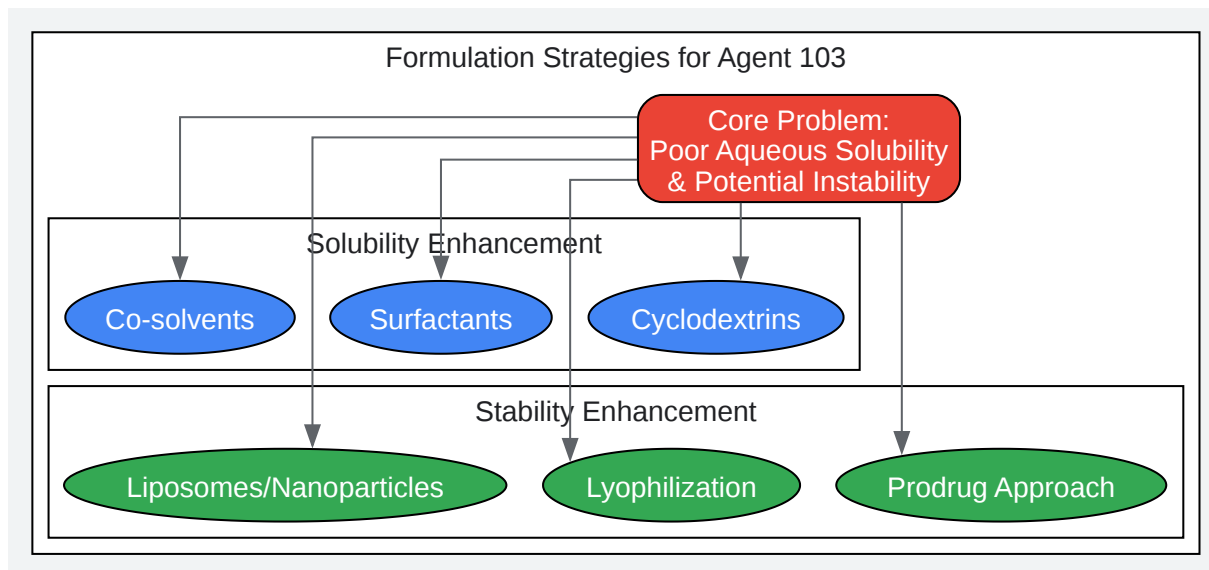 Formulation Strategies for Agent 103
Core Problem:
Poor Aqueous Solubility
& Potential Instability
Solubility Enhancement
Co-solvents
Surfactants
Cyclodextrins
Stability Enhancement
Liposomes/Nanoparticles
Lyophilization
Prodrug Approach